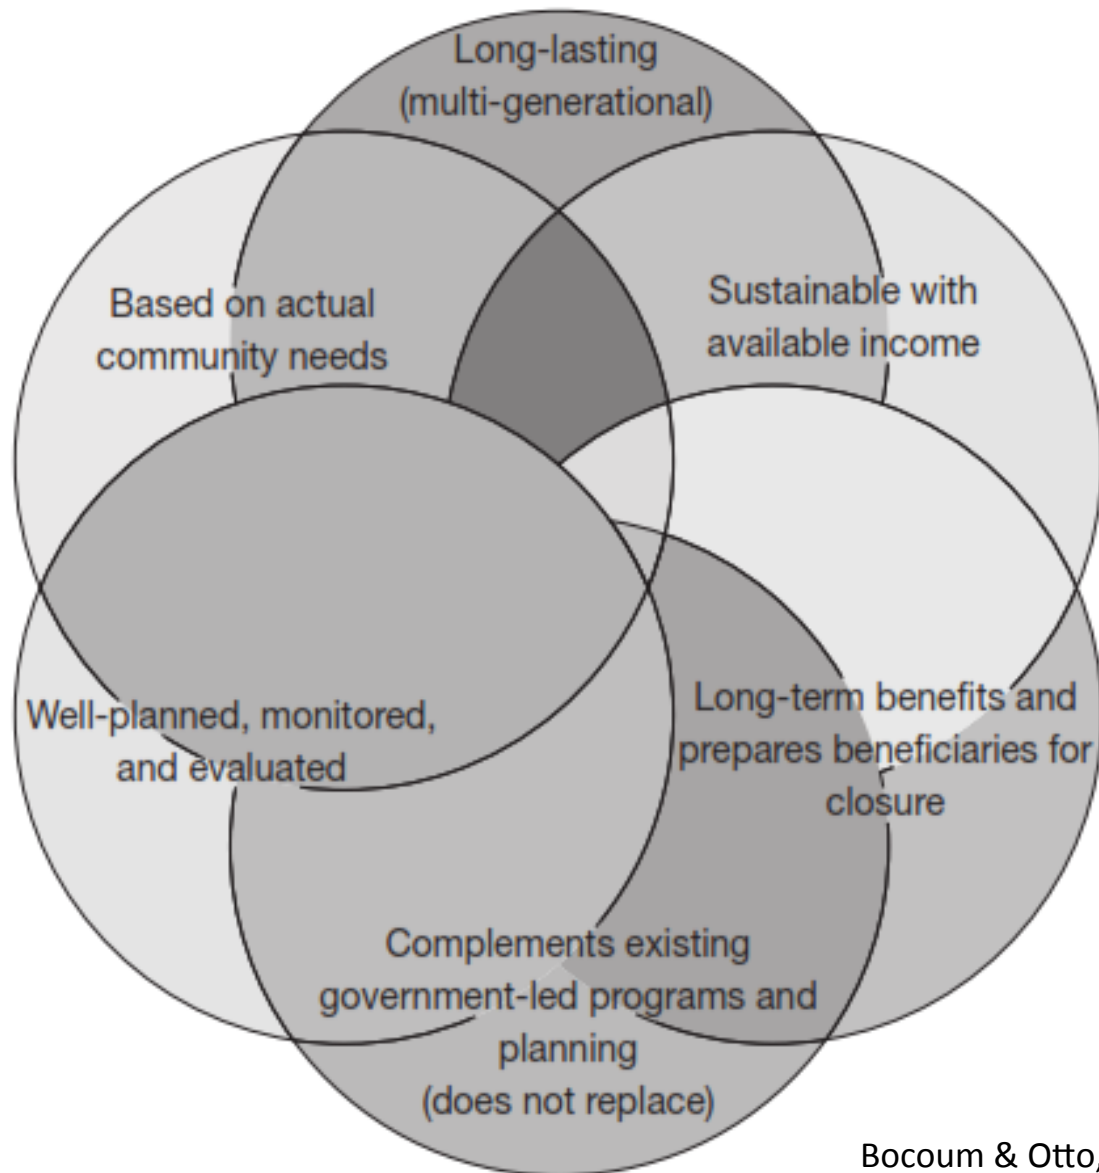 Long-lasting
(multi-generational)
Based on actual
community needs
Sustainable with
available income
Well-planned, monitored,
and evaluated
Long-term benefits and
prepares beneficiaries for
closure
Complements existing
government-led programs and
planning
(does not replace)
Bocoum & Otto,